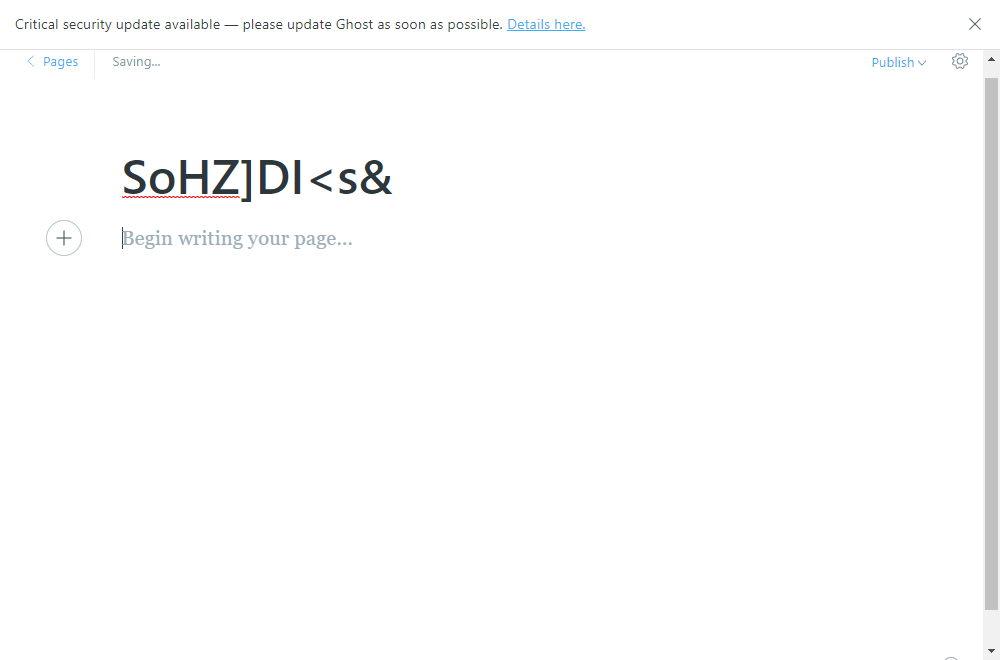 Critical security update available — please update Ghost as soon as possible. Details here.
Pages
Saving...
Publish
SoHZ]DI<s&
Begin writing your page...